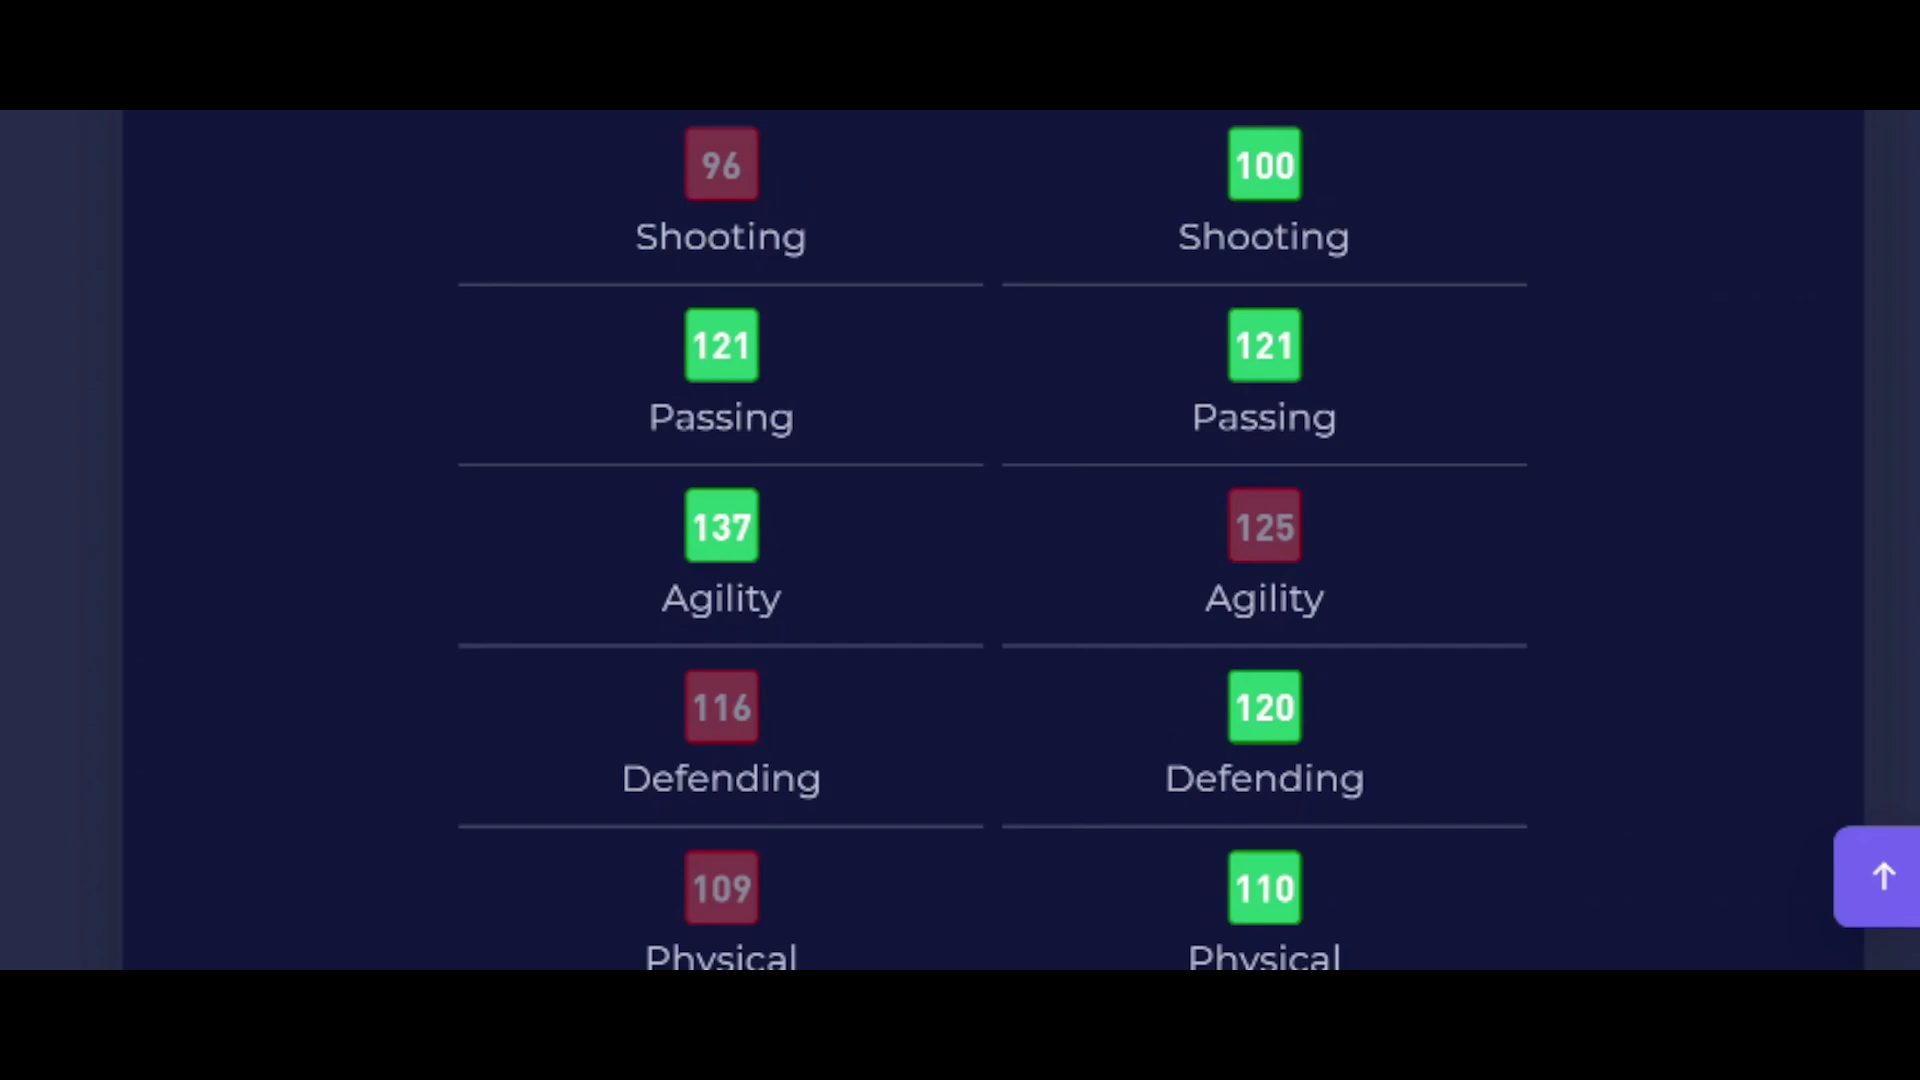 96 100
Shooting Shooting
121 121
Passing Passing
137 125
Agility Agility
116 120
Defending Defending
109 110
Physical Physical